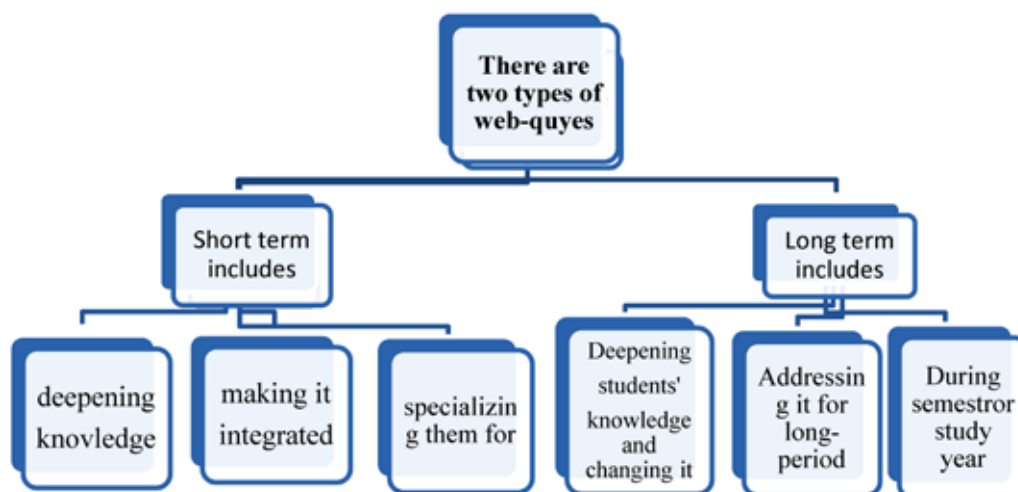 There are
two types of
web-quyes
Short term
includes
Long term
includes
deepening
knovledge
making it
integrated
specializin
g them for
Deepening
students'
knowledge
and
changing it
Addressin
g it for
long-
period
During
semestror
study
year